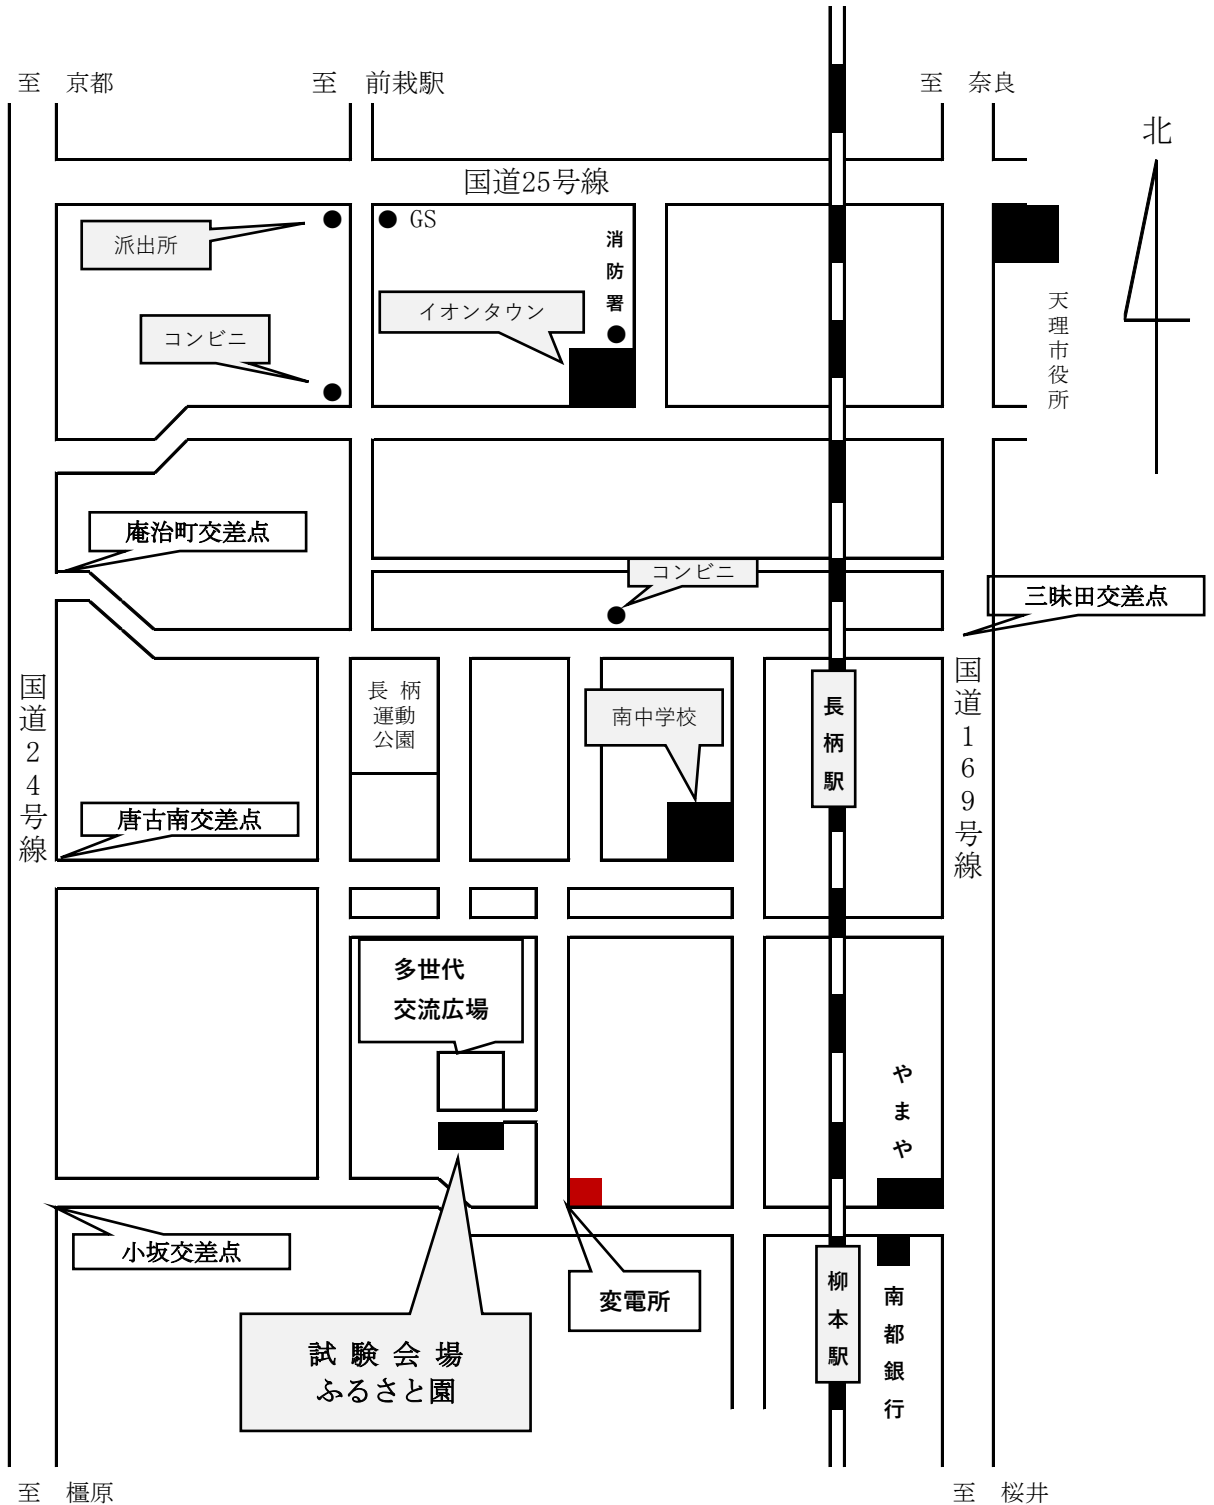 至 京都
至 前栽駅
至 奈良
北
国道25号線
派出所
GS
消防署
イオンタウン
コンビニ
天理市役所
庵治町交差点
コンビニ
三昧田交差点
国道24号線
長柄
運動
公園
南中学校
長柄駅
国道169号線
唐古南交差点
多世代
交流広場
やまや
小坂交差点
変電所
柳本駅
南都銀行
試験会場
ふるさと園
至 橿原
至 桜井